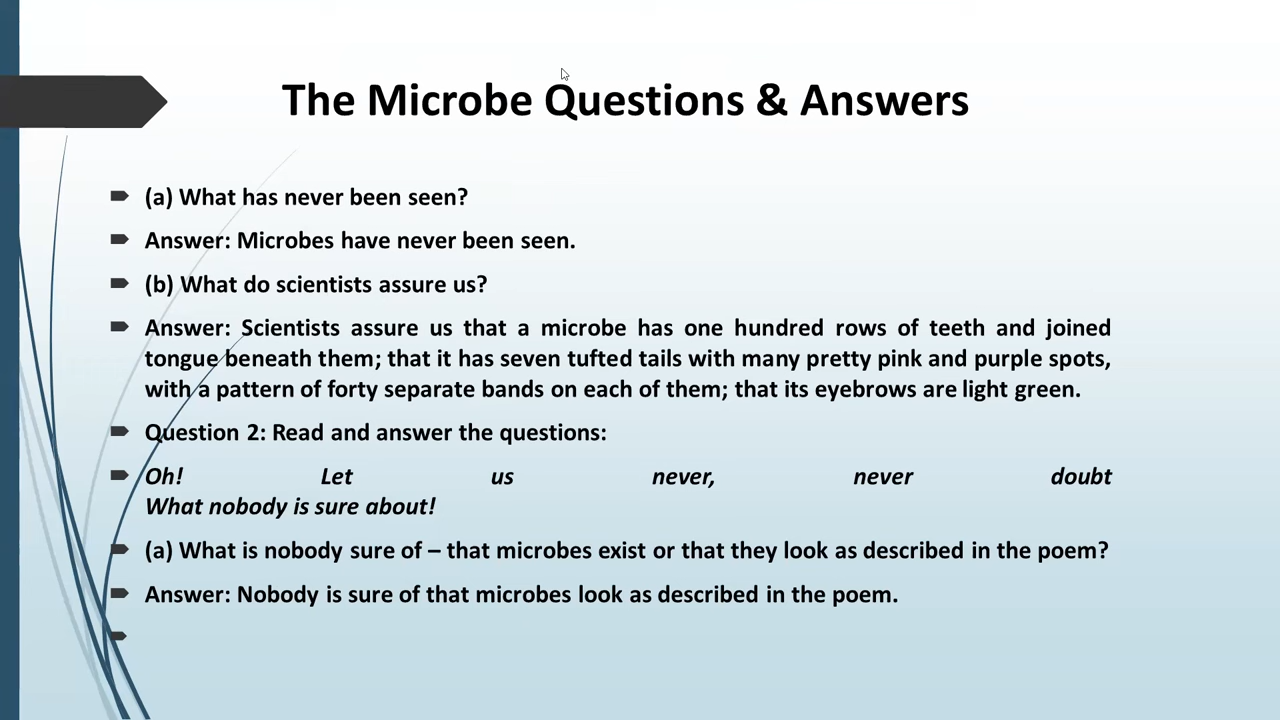 The Microbe Questions & Answers
(a) What has never been seen?
Answer: Microbes have never been seen.
(b) What do scientists assure us?
Answer: Scientists assure us that a microbe has one hundred rows of teeth and joined
tongue beneath them; that it has seven tufted tails with many pretty pink and purple spots,
with a pattern of forty separate bands on each of them; that its eyebrows are light green.
Question 2: Read and answer the questions:
Oh! Let us never, never doubt
What nobody is sure about!
(a) What is nobody sure of – that microbes exist or that they look as described in the poem?
Answer: Nobody is sure of that microbes look as described in the poem.